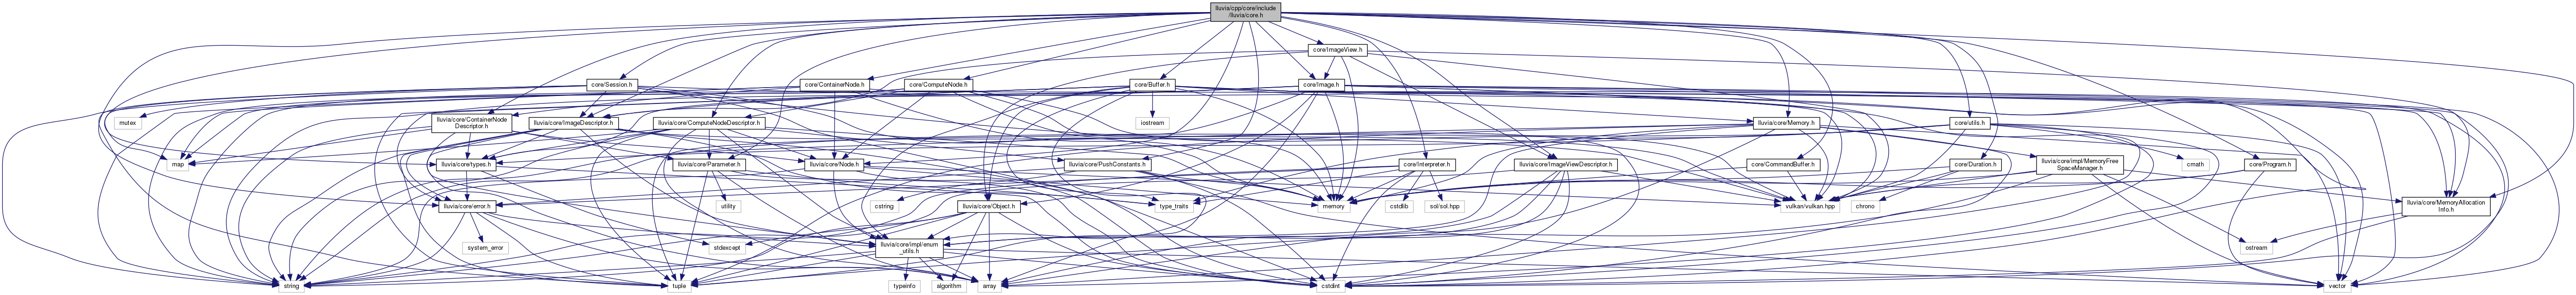 lluvia/cpp/core/include
/lluvia/core.h
core/ImageView.h
core/Session.h
core/ContainerNode.h
core/ComputeNode.h
core/Buffer.h
core/Image.h
mutex
lluvia/core/ContainerNode
Descriptor.h
lluvia/core/ImageDescriptor.h
lluvia/core/ComputeNodeDescriptor.h
iostream
lluvia/core/Memory.h
core/utils.h
map
lluvia/core/types.h
lluvia/core/Parameter.h
lluvia/core/Node.h
lluvia/core/PushConstants.h
core/Interpreter.h
lluvia/core/ImageViewDescriptor.h
core/CommandBuffer.h
core/Duration.h
lluvia/core/impl/MemoryFree
SpaceManager.h
cmath
core/Program.h
lluvia/core/error.h
utility
cstring
lluvia/core/Object.h
type_traits
memory
cstdlib
sol/sol.hpp
vulkan/vulkan.hpp
chrono
lluvia/core/MemoryAllocation
Info.h
system_error
stdexcept
lluvia/core/impl/enum
_utils.h
ostream
string
tuple
typeinfo
algorithm
array
cstdint
vector